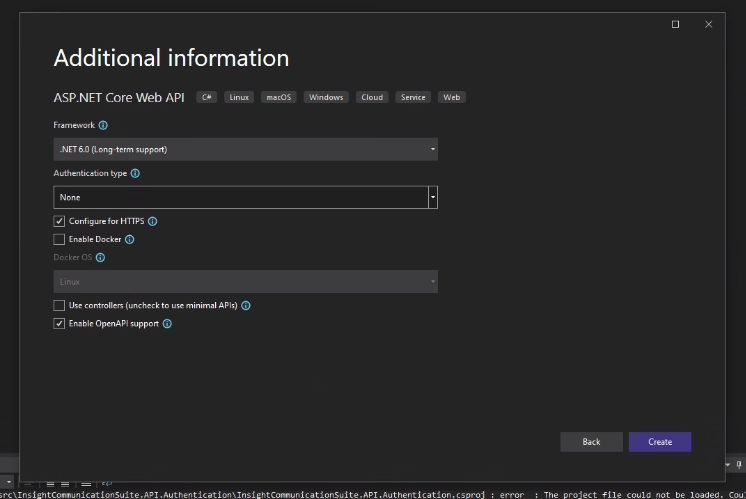 Additional information
ASP.NET Core Web API C# Linux macOS Windows Cloud Service Web
Framework
.NET 6.0 (Long-term support)
Authentication type
None
Configure for HTTPS
Enable Docker
Docker OS
Linux
Use controllers (uncheck to use minimal APIs)
Enable OpenAPI support
Back Create
src\InsightCommunicationSuite.API.Authentication\InsightCommunicationSuite.API.Authentication.csproj : error : The project file could not be loaded. Coul